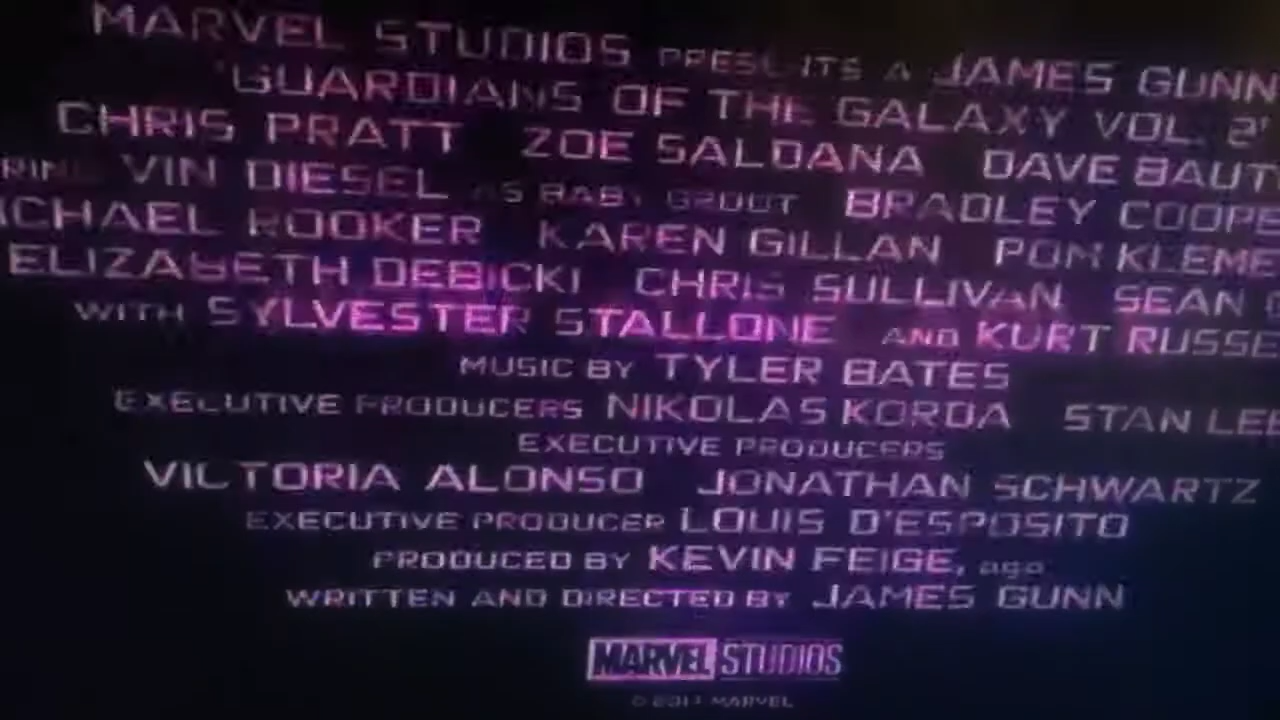 MARVEL STUDIOS PRESENTS A JAMES GUNN
'GUARDIANS OF THE GALAXY VOL. 2'
CHRIS PRATT ZOE SALDANA DAVE BAUT
RING VIN DIESEL AS BABY GROOT BRADLEY COOPE
ICHAEL ROOKER KAREN GILLAN POM KLEME
ELIZABETH DEBICKI CHRIS SULLIVAN SEAN
WITH SYLVESTER STALLONE AND KURT RUSSE
MUSIC BY TYLER BATES
EXECUTIVE PRODUCERS NIKOLAS KORDA STAN LEE
EXECUTIVE PRODUCERS
VICTORIA ALONSO JONATHAN SCHWARTZ
EXECUTIVE PRODUCER LOUIS D'ESPOSITO
PRODUCED BY KEVIN FEIGE, pga
WRITTEN AND DIRECTED BY JAMES GUNN
MARVEL STUDIOS
© 2017 MARVEL